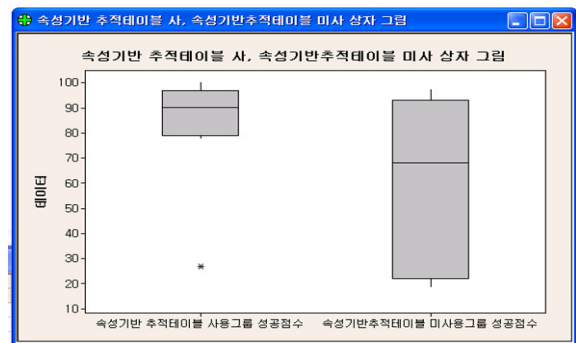 속성기반 추적테이블 사, 속성기반추적테이블 미사 상자 그림
속성기반 추적테이블 사, 속성기반추적테이블 미사 상자 그림
100
90
80
70
60
50
40
30
20
10
데이터
*
속성기반 추적테이블 사용그룹 성공점수
속성기반추적테이블 미사용그룹 성공점수